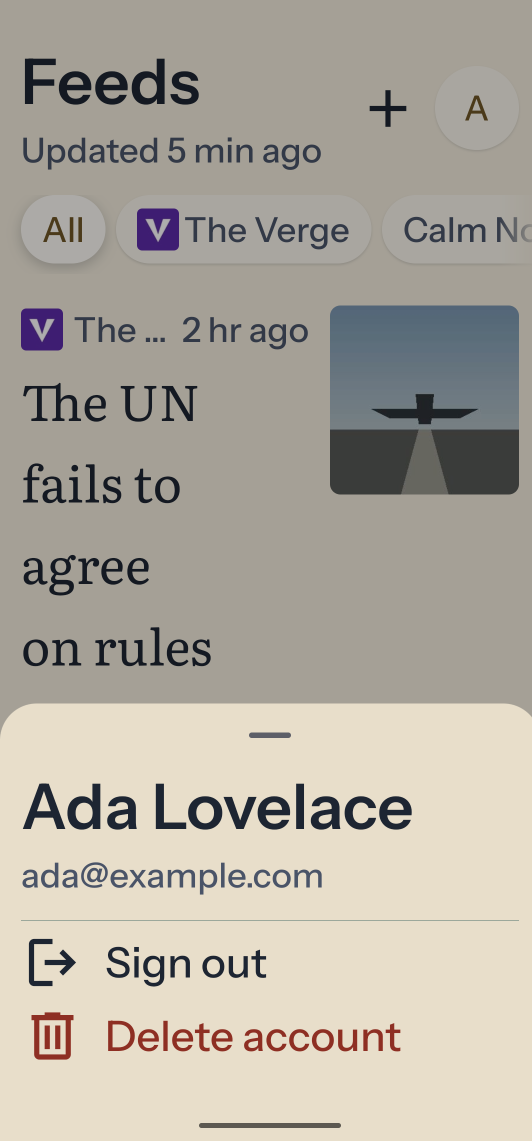 Feeds
Updated 5 min ago
A
All
V The Verge
Calm No
V The ... 2 hr ago
The UN
fails to
agree
on rules
Ada Lovelace
ada@example.com
Sign out
Delete account